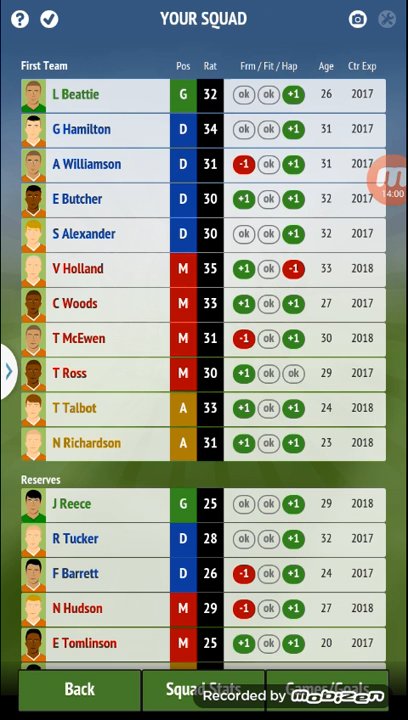 ? YOUR SQUAD
First Team Pos Rat Frm / Fit / Hap Age Ctr Exp
L Beattie G 32 ok ok +1 26 2017
G Hamilton D 34 ok ok +1 31 2017
A Williamson D 31 -1 ok +1 31 2017
E Butcher D 30 +1 ok +1 32 2017
S Alexander D 30 ok ok +1 32 2017
V Holland M 35 +1 ok -1 33 2018
C Woods M 33 +1 ok +1 27 2017
T McEwen M 31 -1 ok +1 30 2018
T Ross M 30 +1 ok ok 29 2017
T Talbot A 33 +1 ok +1 24 2018
N Richardson A 31 +1 ok +1 23 2018
m
14:00
Reserves
J Reece G 25 ok ok +1 29 2018
R Tucker D 28 ok ok +1 32 2017
F Barrett D 26 -1 ok +1 24 2017
N Hudson M 29 -1 ok +1 27 2018
E Tomlinson M 25 +1 ok +1 20 2017
Back Squad Stats Games/Goals
Recorded by mobizen